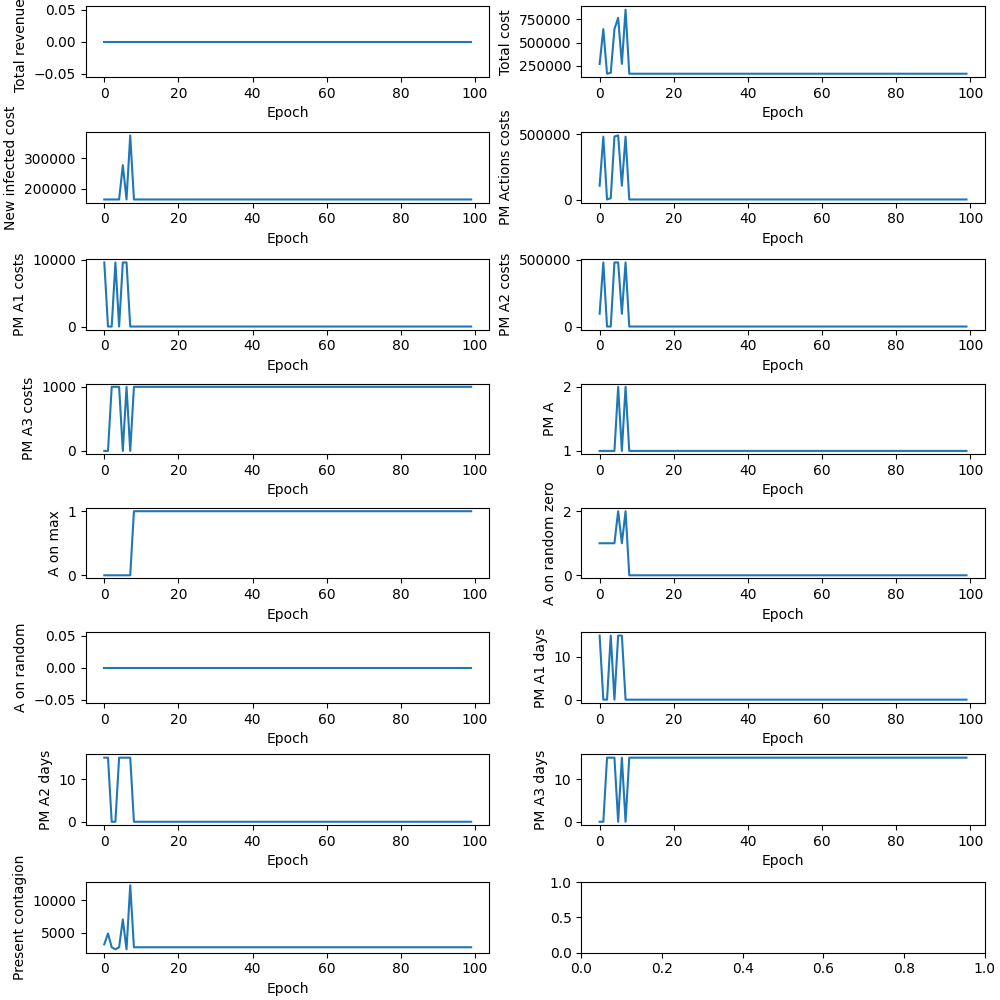 Total revenue
0.05
0.00
−0.05
0 20 40 60 80 100
Epoch
Total cost
750000
500000
250000
0 20 40 60 80 100
Epoch
New infected cost
300000
200000
0 20 40 60 80 100
Epoch
PM Actions costs
500000
0
0 20 40 60 80 100
Epoch
PM A1 costs
10000
0
0 20 40 60 80 100
Epoch
PM A2 costs
500000
0
0 20 40 60 80 100
Epoch
PM A3 costs
1000
0
0 20 40 60 80 100
Epoch
PM A
2
1
0 20 40 60 80 100
Epoch
A on max
1
0
0 20 40 60 80 100
Epoch
A on random zero
2
0
0 20 40 60 80 100
Epoch
A on random
0.05
0.00
−0.05
0 20 40 60 80 100
Epoch
PM A1 days
10
0
0 20 40 60 80 100
Epoch
PM A2 days
10
0
0 20 40 60 80 100
Epoch
PM A3 days
10
0
0 20 40 60 80 100
Epoch
Present contagion
10000
5000
0 20 40 60 80 100
Epoch
1.0
0.5
0.0
0.0 0.2 0.4 0.6 0.8 1.0